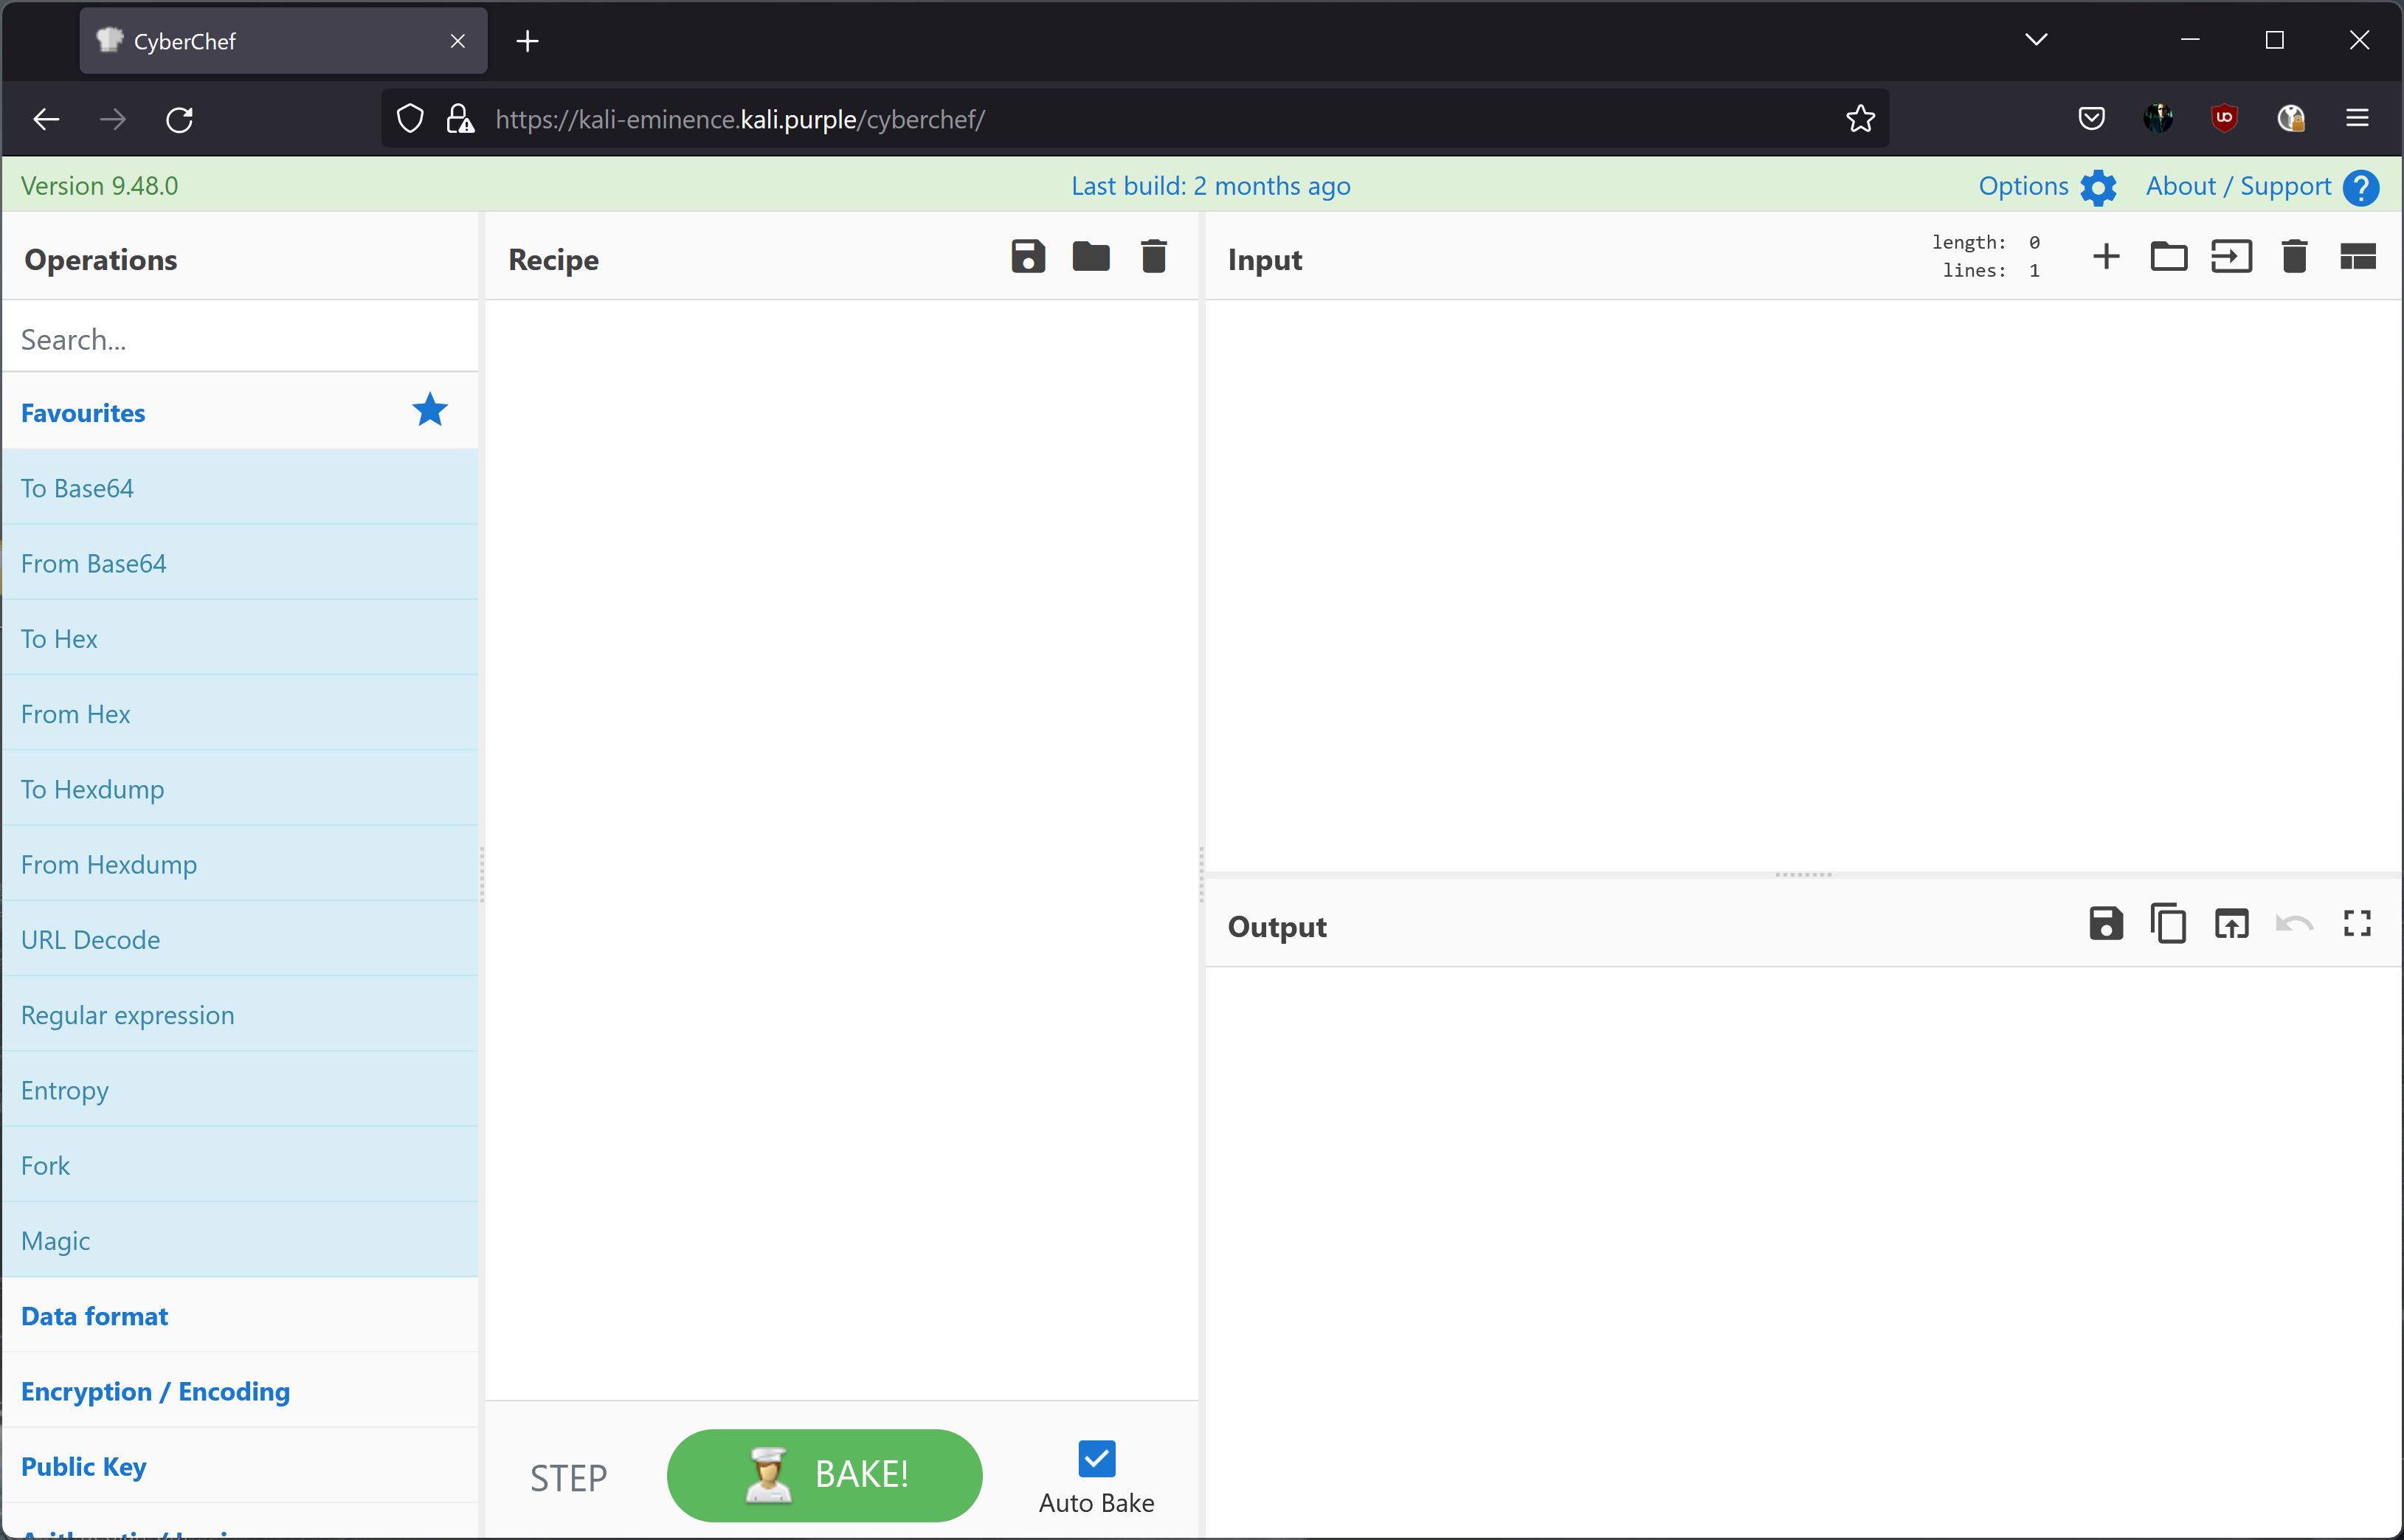 CyberChef
https://kali-eminence.kali.purple/cyberchef/
Version 9.48.0
Last build: 2 months ago
Options
About / Support
Operations
Search...
Favourites
To Base64
From Base64
To Hex
From Hex
To Hexdump
From Hexdump
URL Decode
Regular expression
Entropy
Fork
Magic
Data format
Encryption / Encoding
Public Key
Recipe
STEP
BAKE!
Auto Bake
Input
length: 0
lines: 1
Output